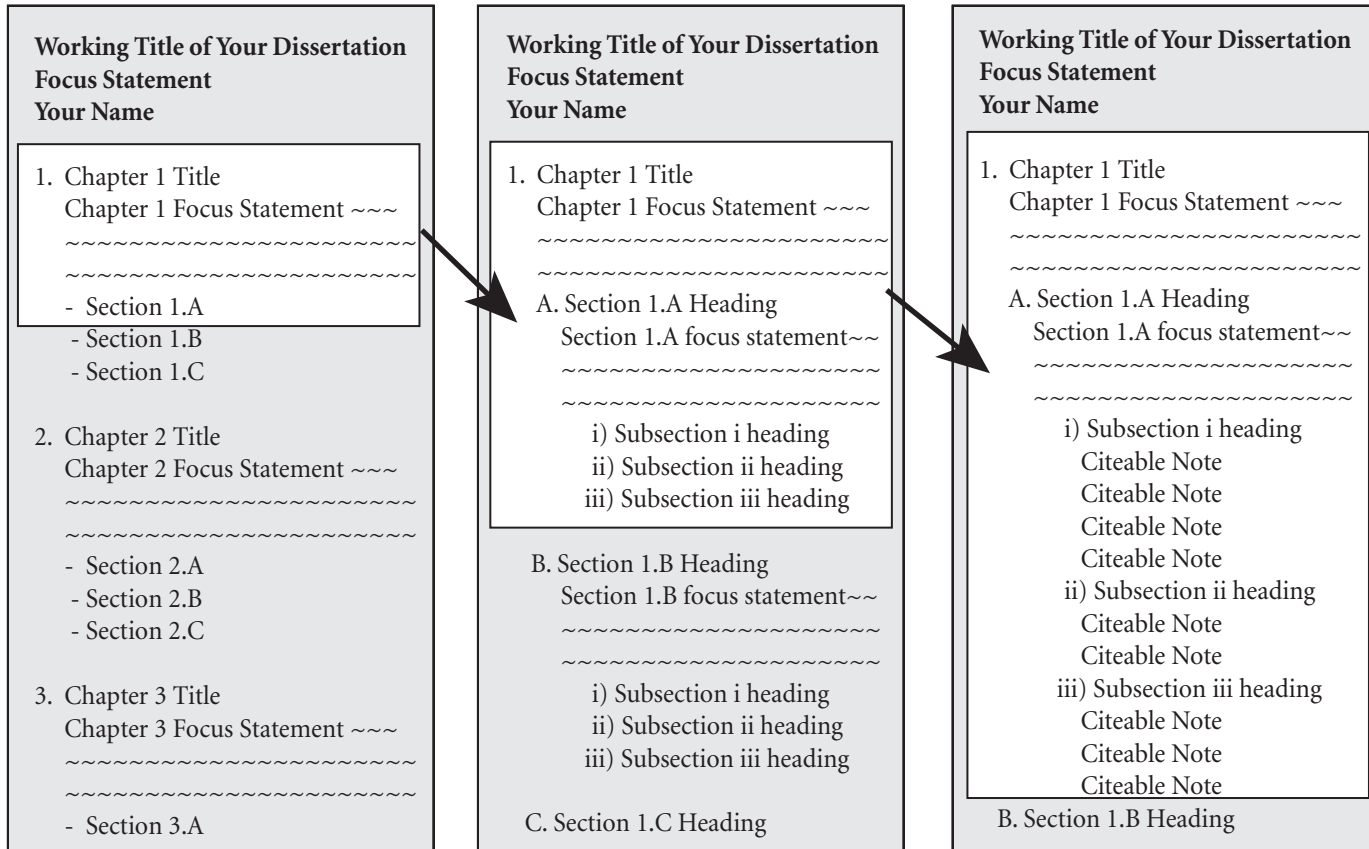 Working Title of Your Dissertation
Focus Statement
Your Name
1. Chapter 1 Title
Chapter 1 Focus Statement ~~~
~~~~~~~~~~~~~~~~~~~~~~
~~~~~~~~~~~~~~~~~~~~~~
- Section 1.A
- Section 1.B
- Section 1.C
2. Chapter 2 Title
Chapter 2 Focus Statement ~~~
~~~~~~~~~~~~~~~~~~~~~~
~~~~~~~~~~~~~~~~~~~~~~
- Section 2.A
- Section 2.B
- Section 2.C
3. Chapter 3 Title
Chapter 3 Focus Statement ~~~
~~~~~~~~~~~~~~~~~~~~~~
~~~~~~~~~~~~~~~~~~~~~~
- Section 3.A
Working Title of Your Dissertation
Focus Statement
Your Name
1. Chapter 1 Title
Chapter 1 Focus Statement ~~~
~~~~~~~~~~~~~~~~~~~~~~
~~~~~~~~~~~~~~~~~~~~~~
A. Section 1.A Heading
Section 1.A focus statement~~
~~~~~~~~~~~~~~~~~~~~
~~~~~~~~~~~~~~~~~~~~
i) Subsection i heading
ii) Subsection ii heading
iii) Subsection iii heading
B. Section 1.B Heading
Section 1.B focus statement~~
~~~~~~~~~~~~~~~~~~~~
~~~~~~~~~~~~~~~~~~~~
i) Subsection i heading
ii) Subsection ii heading
iii) Subsection iii heading
C. Section 1.C Heading
Working Title of Your Dissertation
Focus Statement
Your Name
1. Chapter 1 Title
Chapter 1 Focus Statement ~~~
~~~~~~~~~~~~~~~~~~~~~~
~~~~~~~~~~~~~~~~~~~~~~
A. Section 1.A Heading
Section 1.A focus statement~~
~~~~~~~~~~~~~~~~~~~~
~~~~~~~~~~~~~~~~~~~~
i) Subsection i heading
Citeable Note
Citeable Note
Citeable Note
Citeable Note
ii) Subsection ii heading
Citeable Note
Citeable Note
iii) Subsection iii heading
Citeable Note
Citeable Note
Citeable Note
B. Section 1.B Heading